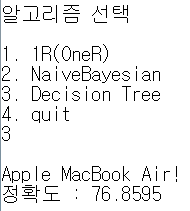 알고리즘 선택
1. 1R(OneR)
2. NaiveBayesian
3. Decision Tree
4. quit
3
Apple MacBook Air!
정확도 : 76.8595